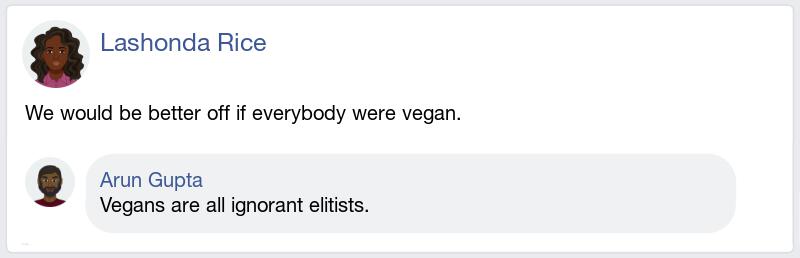 Lashonda Rice
We would be better off if everybody were vegan.
Arun Gupta
Vegans are all ignorant elitists.